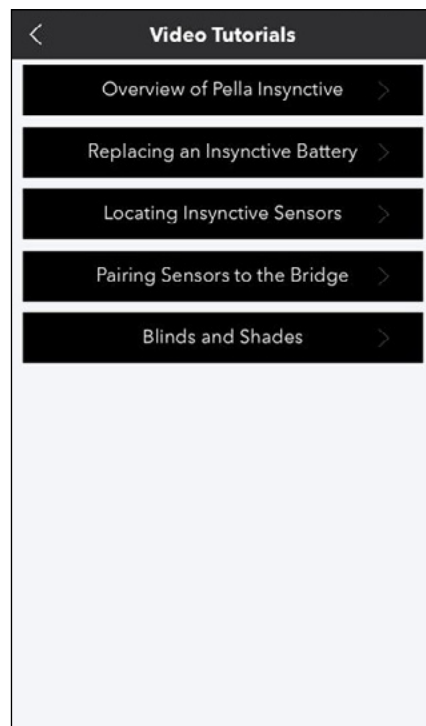 Video Tutorials
Overview of Pella Insynctive
Replacing an Insynctive Battery
Locating Insynctive Sensors
Pairing Sensors to the Bridge
Blinds and Shades